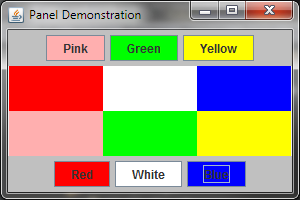 Panel Demonstration
Pink Green Yellow
Red White Blue